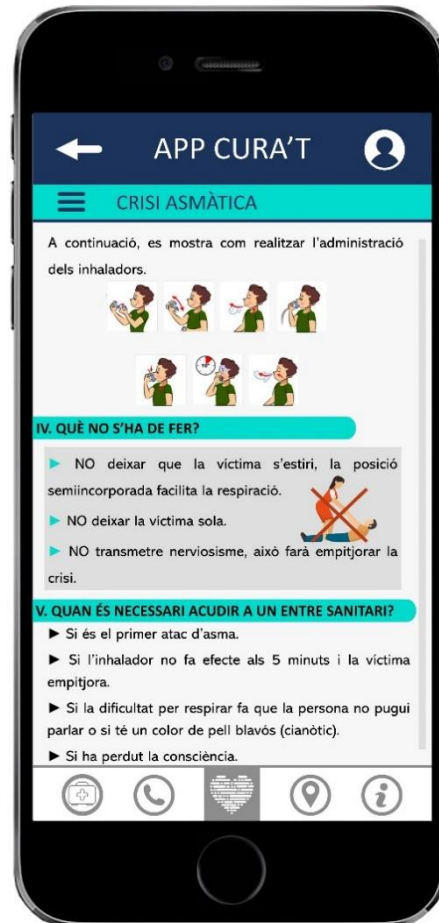 APP CURA'T
CRISI ASMÀTICA
A continuació, es mostra com realitzar l'administració
dels inhaladors.
IV. QUÈ NO S'HA DE FER?
► NO deixar que la víctima s'estiri, la posició
semiincorporada facilita la respiració.
► NO deixar la víctima sola.
► NO transmetre nerviosisme, això farà empitjorar la
crisi.
V. QUAN ÉS NECESSARI ACUDIR A UN ENTRE SANITARI?
► Si és el primer atac d'asma.
► Si l'inhalador no fa efecte als 5 minuts i la víctima
empitjora.
► Si la dificultat per respirar fa que la persona no pugui
parlar o si té un color de pell blavós (cianòtic).
► Si ha perdut la consciència.